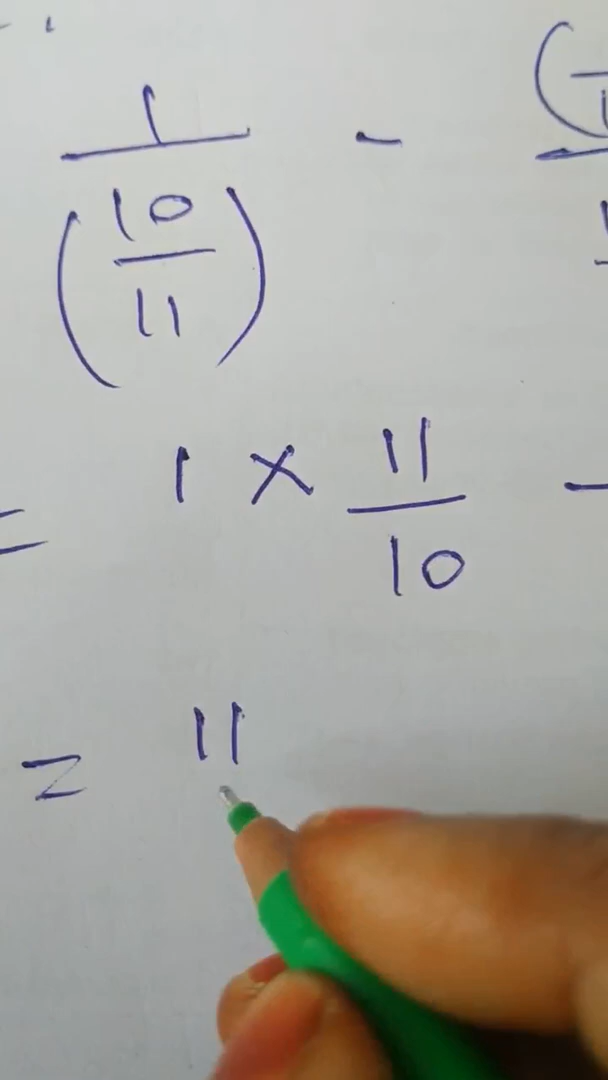 1 -
(10/11)
= 1 × 11/10 -
= 11